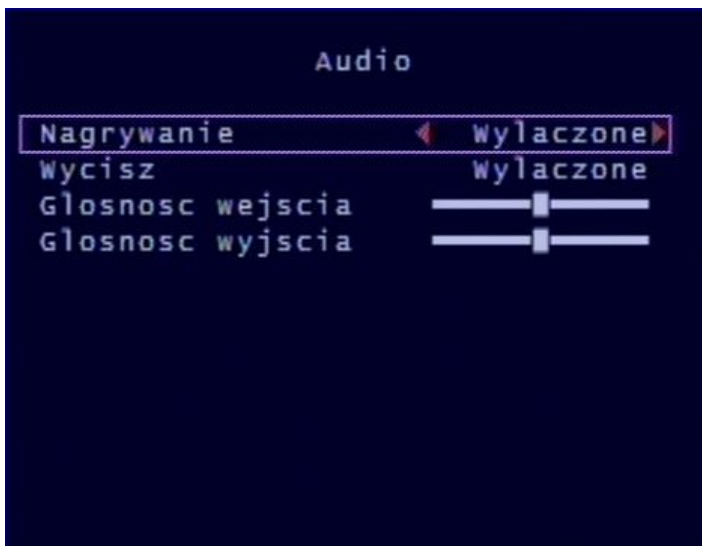 Audio
Nagrywanie Wylaczone
Wycisz Wylaczone
Glosnosc wejscia
Glosnosc wyjscia